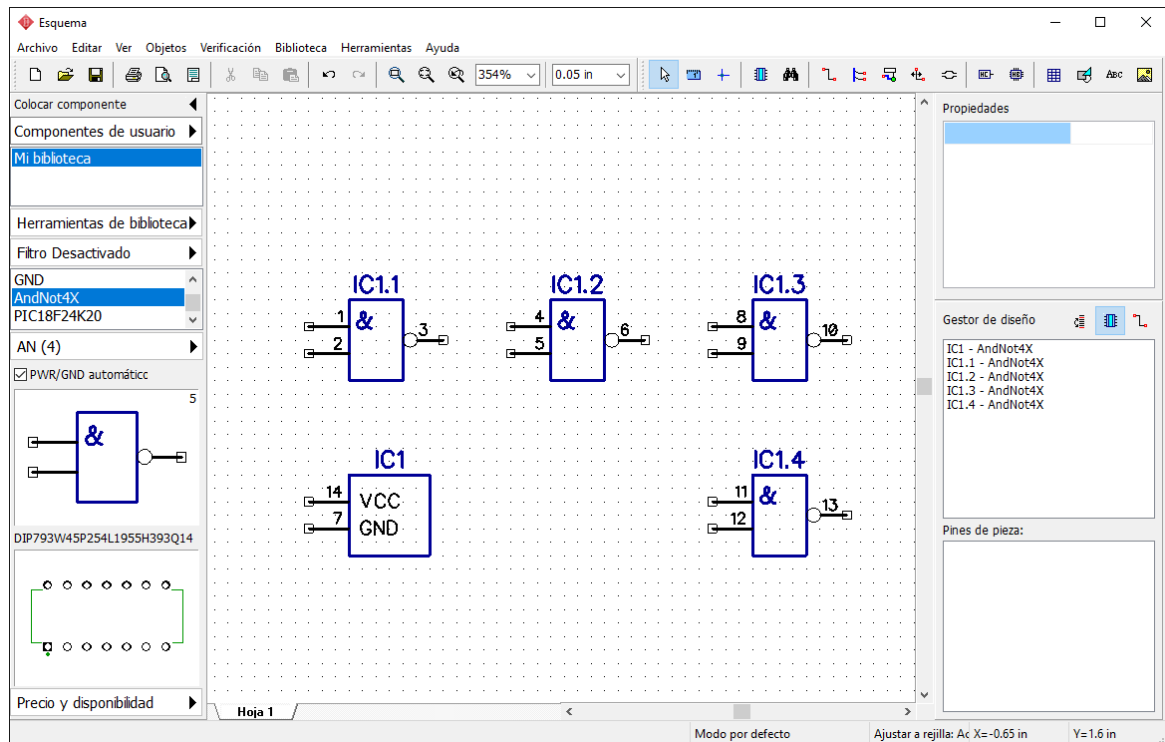 Esquema
Archivo Editar Ver Objetos Verificación Biblioteca Herramientas Ayuda
354% 0.05 in ABC
Colocar componente
Componentes de usuario
Mi biblioteca
Herramientas de biblioteca
Filtro Desactivado
GND
AndNot4X
PIC18F24K20
AN (4)
PWR/GND automáticc
5
&
DIP793W45P254L1955H393Q14
Precio y disponibilidad
IC1.1
1
&
3
2
IC1.2
4
&
6
5
IC1.3
8
&
10
9
IC1
14
VCC
7
GND
IC1.4
11
&
13
12
Hoja 1
Propiedades
Gestor de diseño
IC1 - AndNot4X
IC1.1 - AndNot4X
IC1.2 - AndNot4X
IC1.3 - AndNot4X
IC1.4 - AndNot4X
Pines de pieza:
Modo por defecto Ajustar a rejilla: Ac X=-0.65 in Y=1.6 in